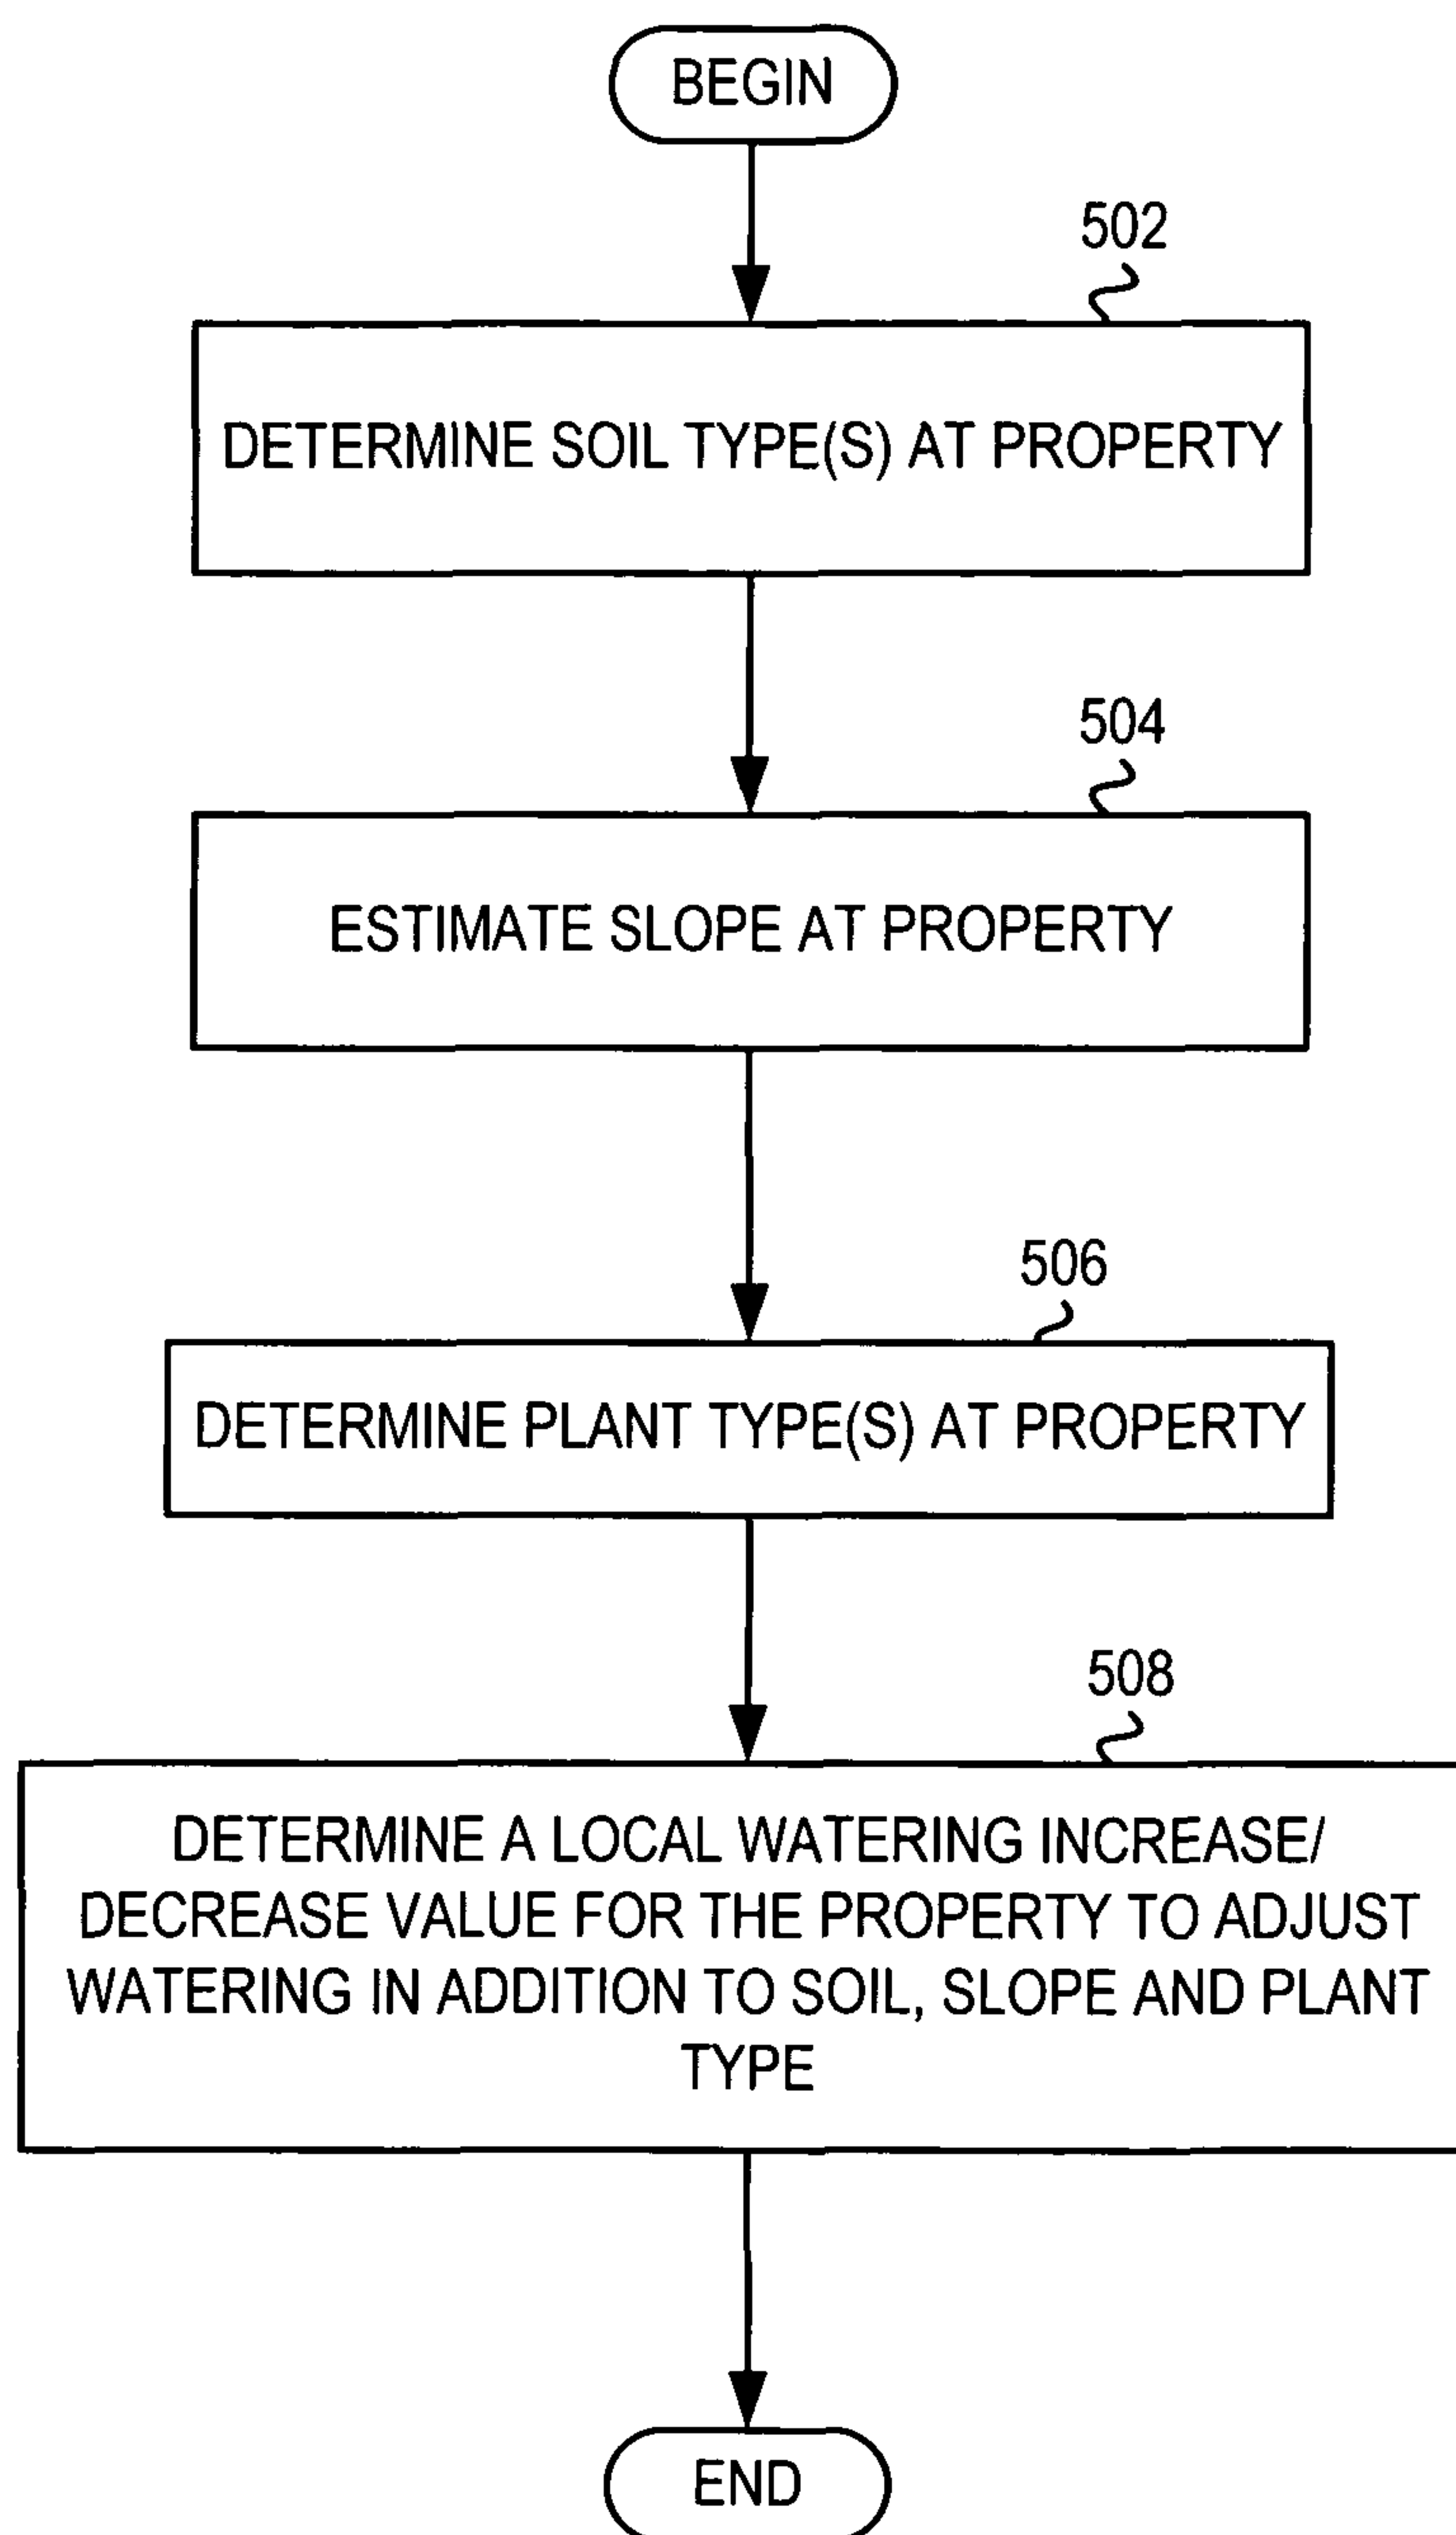 BEGIN
502
DETERMINE SOIL TYPE(S) AT PROPERTY
504
ESTIMATE SLOPE AT PROPERTY
506
DETERMINE PLANT TYPE(S) AT PROPERTY
508
DETERMINE A LOCAL WATERING INCREASE/
DECREASE VALUE FOR THE PROPERTY TO ADJUST
WATERING IN ADDITION TO SOIL, SLOPE AND PLANT
TYPE
END